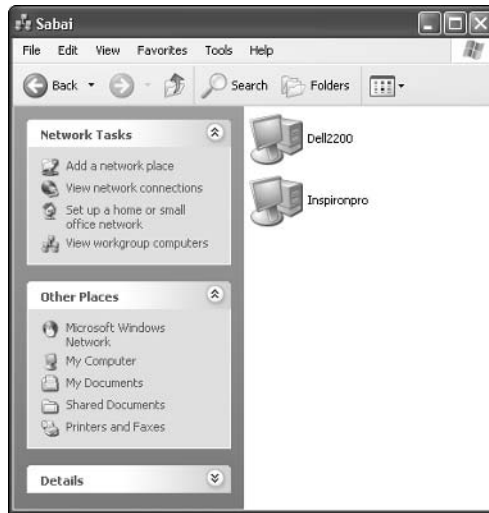 Sabai
File Edit View Favorites Tools Help
Back Search Folders
Network Tasks
Add a network place
View network connections
Set up a home or small
office network
View workgroup computers
Other Places
Microsoft Windows
Network
My Computer
My Documents
Shared Documents
Printers and Faxes
Details
Dell2200
Inspironpro